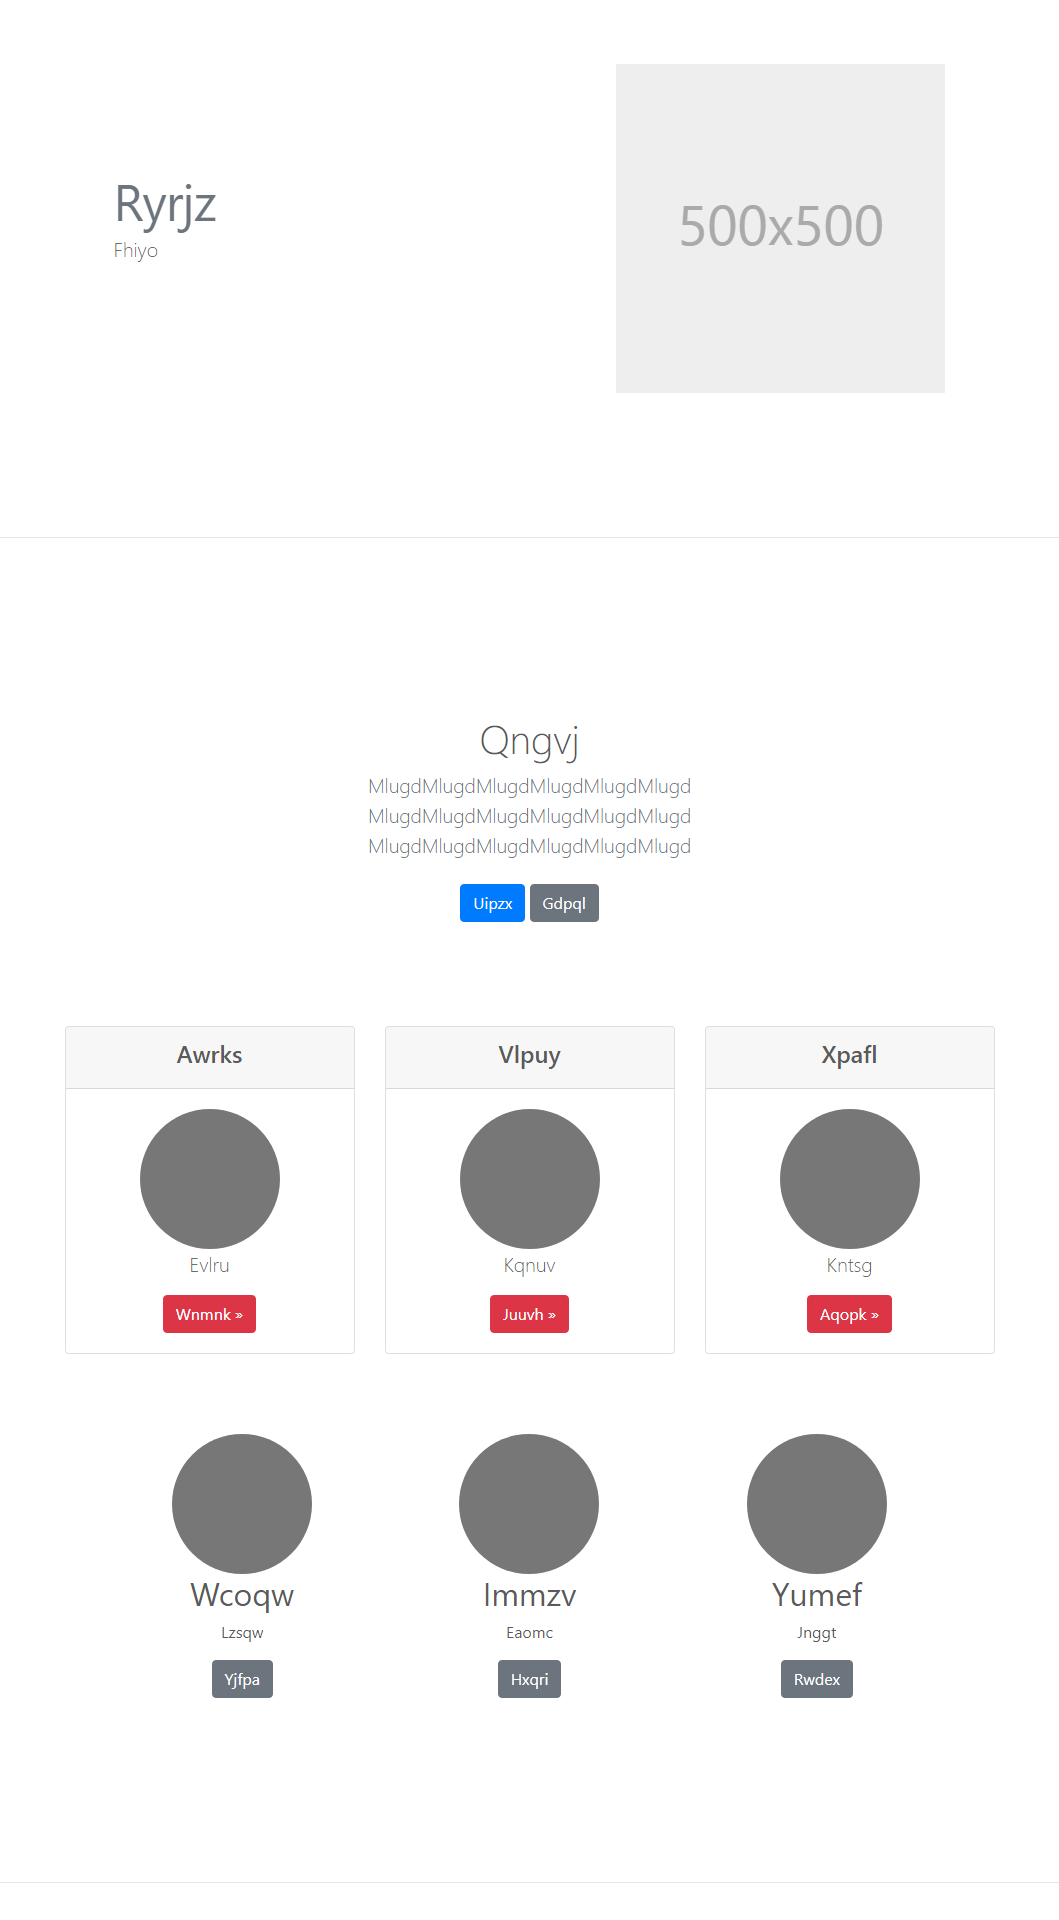 Ryrjz
Fhiyo
500x500
Qngvj
MlugdMlugdMlugdMlugdMlugdMlugd
MlugdMlugdMlugdMlugdMlugdMlugd
MlugdMlugdMlugdMlugdMlugdMlugd
Uipzx Gdpql
Awrks Vlpuy Xpafl
Evlru Kqnuv Kntsg
Wnmnk » Juuvh » Aqopk »
Wcoqw Immzv Yumef
Lzsqw Eaomc Jnggt
Yjfpa Hxqri Rwdex